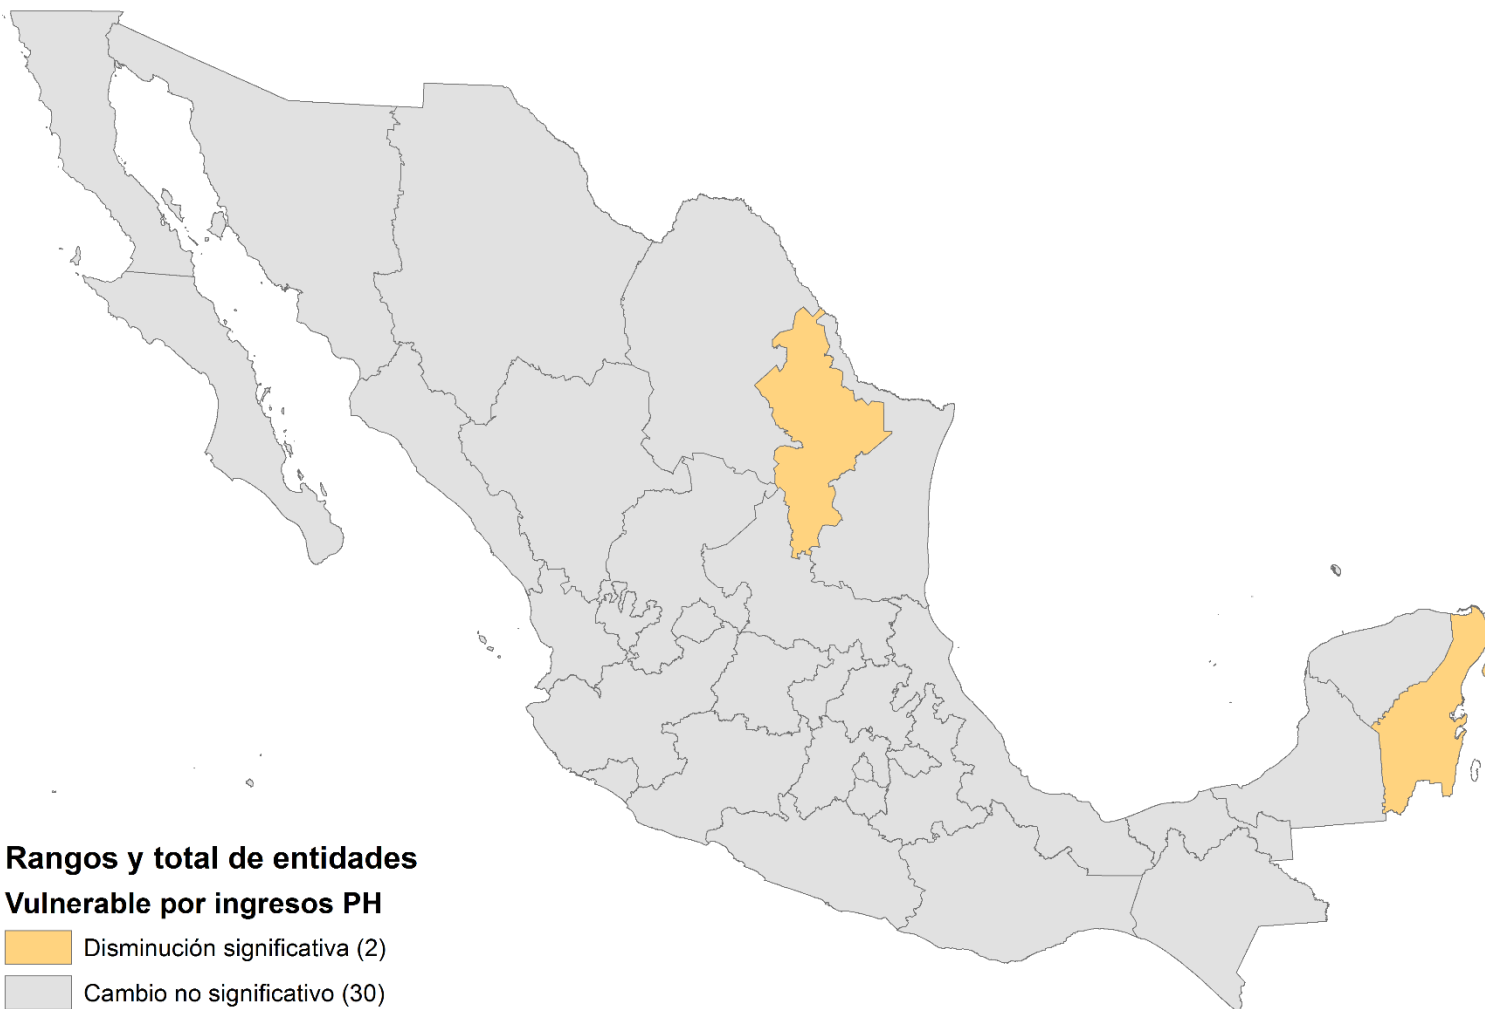 Rangos y total de entidades
Vulnerable por ingresos PH
Disminución significativa (2)
Cambio no significativo (30)